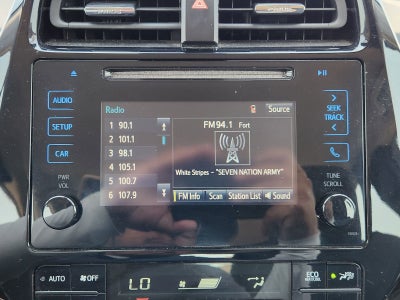 AUDIO
SETUP
CAR
PWR
VOL
Radio
Source
1 90.1
2 101.1
3 98.1
4 105.1
5 100.7
6 107.9
FM94.1 Fort
White Stripes - "SEVEN NATION ARMY"
FM Info Scan Station List Sound
SEEK
TRACK
TUNE
SCROLL
AUTO OFF LO ECO